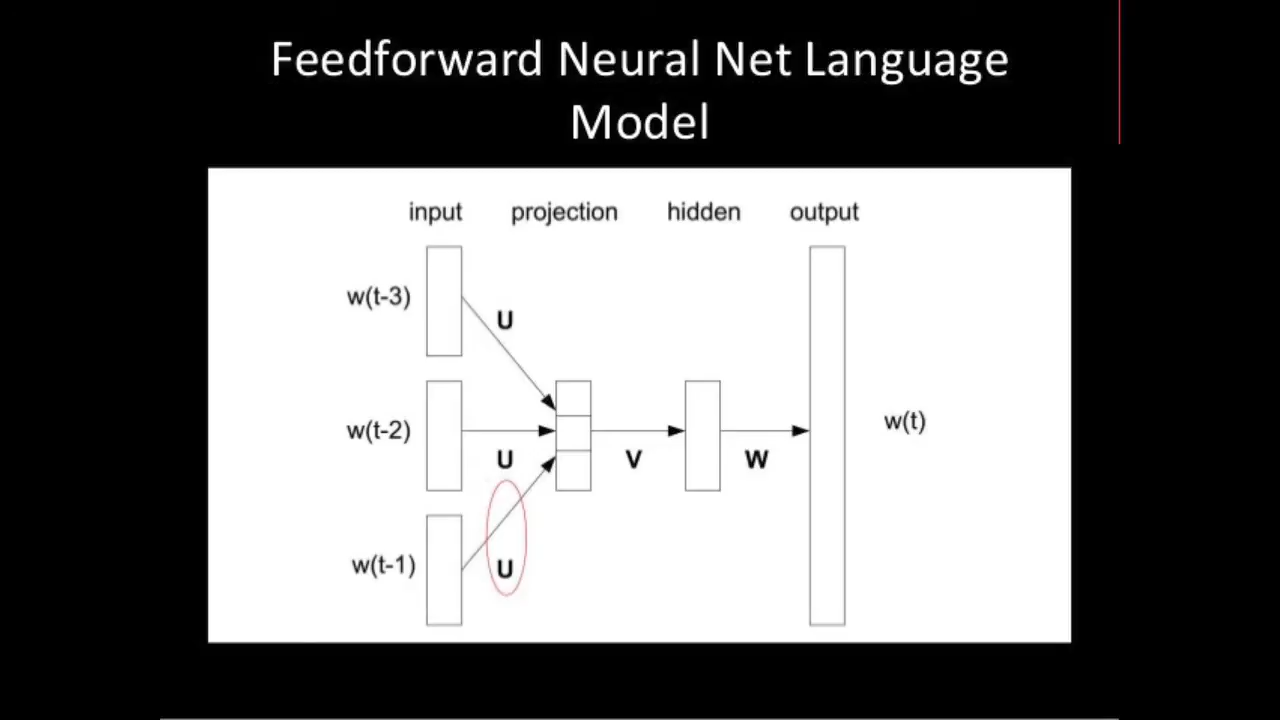 Feedforward Neural Net Language
Model
input projection hidden output
w(t-3)
U
w(t-2)
w(t)
U V W
w(t-1)
U